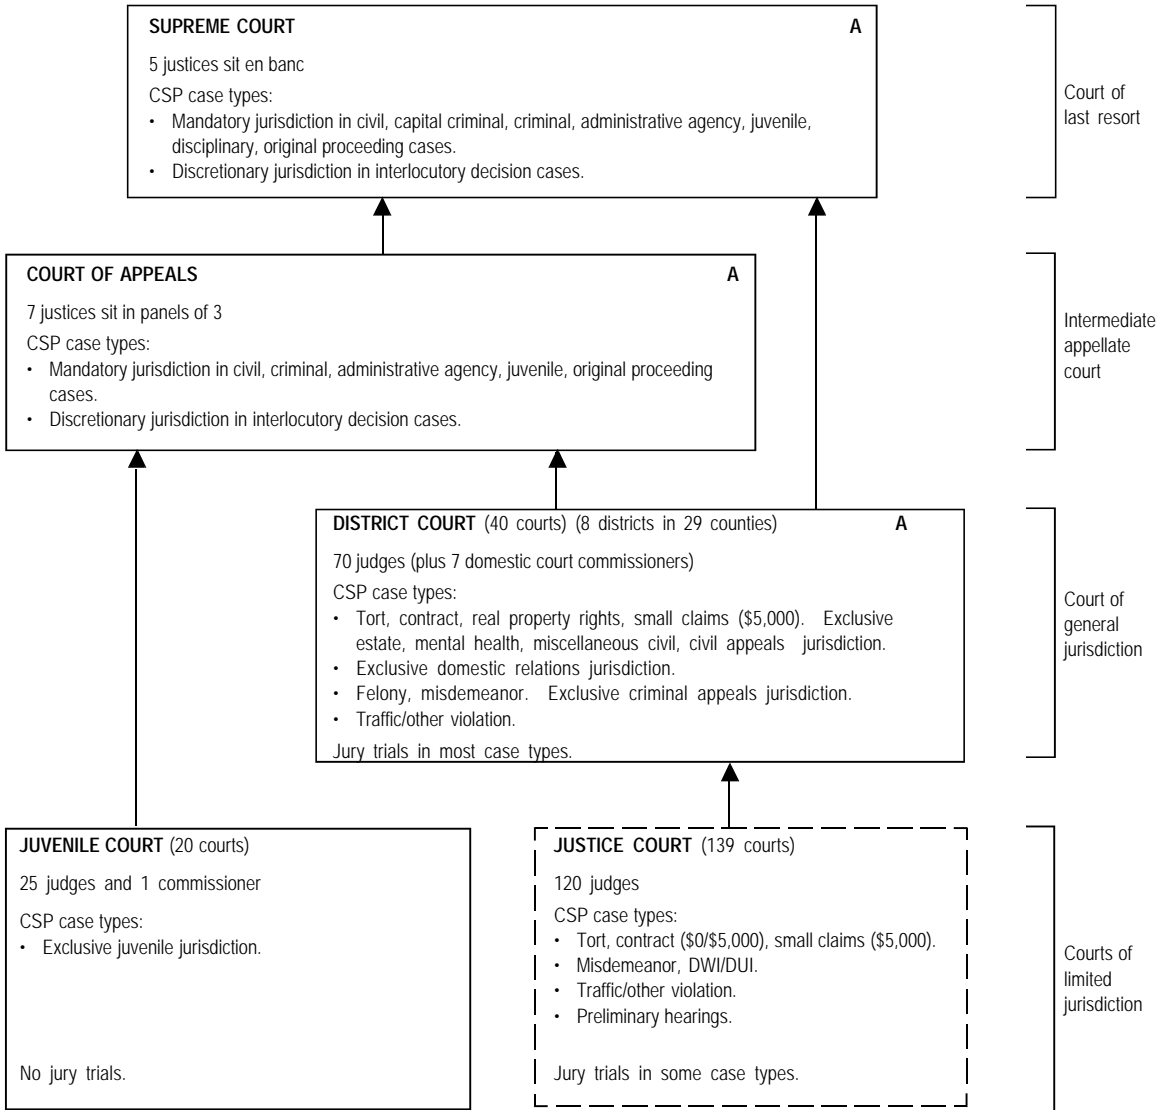 SUPREME COURT A
5 justices sit en banc
CSP case types:
• Mandatory jurisdiction in civil, capital criminal, criminal, administrative agency, juvenile,
disciplinary, original proceeding cases.
• Discretionary jurisdiction in interlocutory decision cases.
Court of
last resort
COURT OF APPEALS A
7 justices sit in panels of 3
CSP case types:
• Mandatory jurisdiction in civil, criminal, administrative agency, juvenile, original proceeding
cases.
• Discretionary jurisdiction in interlocutory decision cases.
Intermediate
appellate
court
DISTRICT COURT (40 courts) (8 districts in 29 counties) A
70 judges (plus 7 domestic court commissioners)
CSP case types:
• Tort, contract, real property rights, small claims ($5,000). Exclusive
estate, mental health, miscellaneous civil, civil appeals jurisdiction.
• Exclusive domestic relations jurisdiction.
• Felony, misdemeanor. Exclusive criminal appeals jurisdiction.
• Traffic/other violation.
Jury trials in most case types.
Court of
general
jurisdiction
JUVENILE COURT (20 courts)
25 judges and 1 commissioner
CSP case types:
• Exclusive juvenile jurisdiction.
No jury trials.
JUSTICE COURT (139 courts)
120 judges
CSP case types:
• Tort, contract ($0/$5,000), small claims ($5,000).
• Misdemeanor, DWI/DUI.
• Traffic/other violation.
• Preliminary hearings.
Jury trials in some case types.
Courts of
limited
jurisdiction